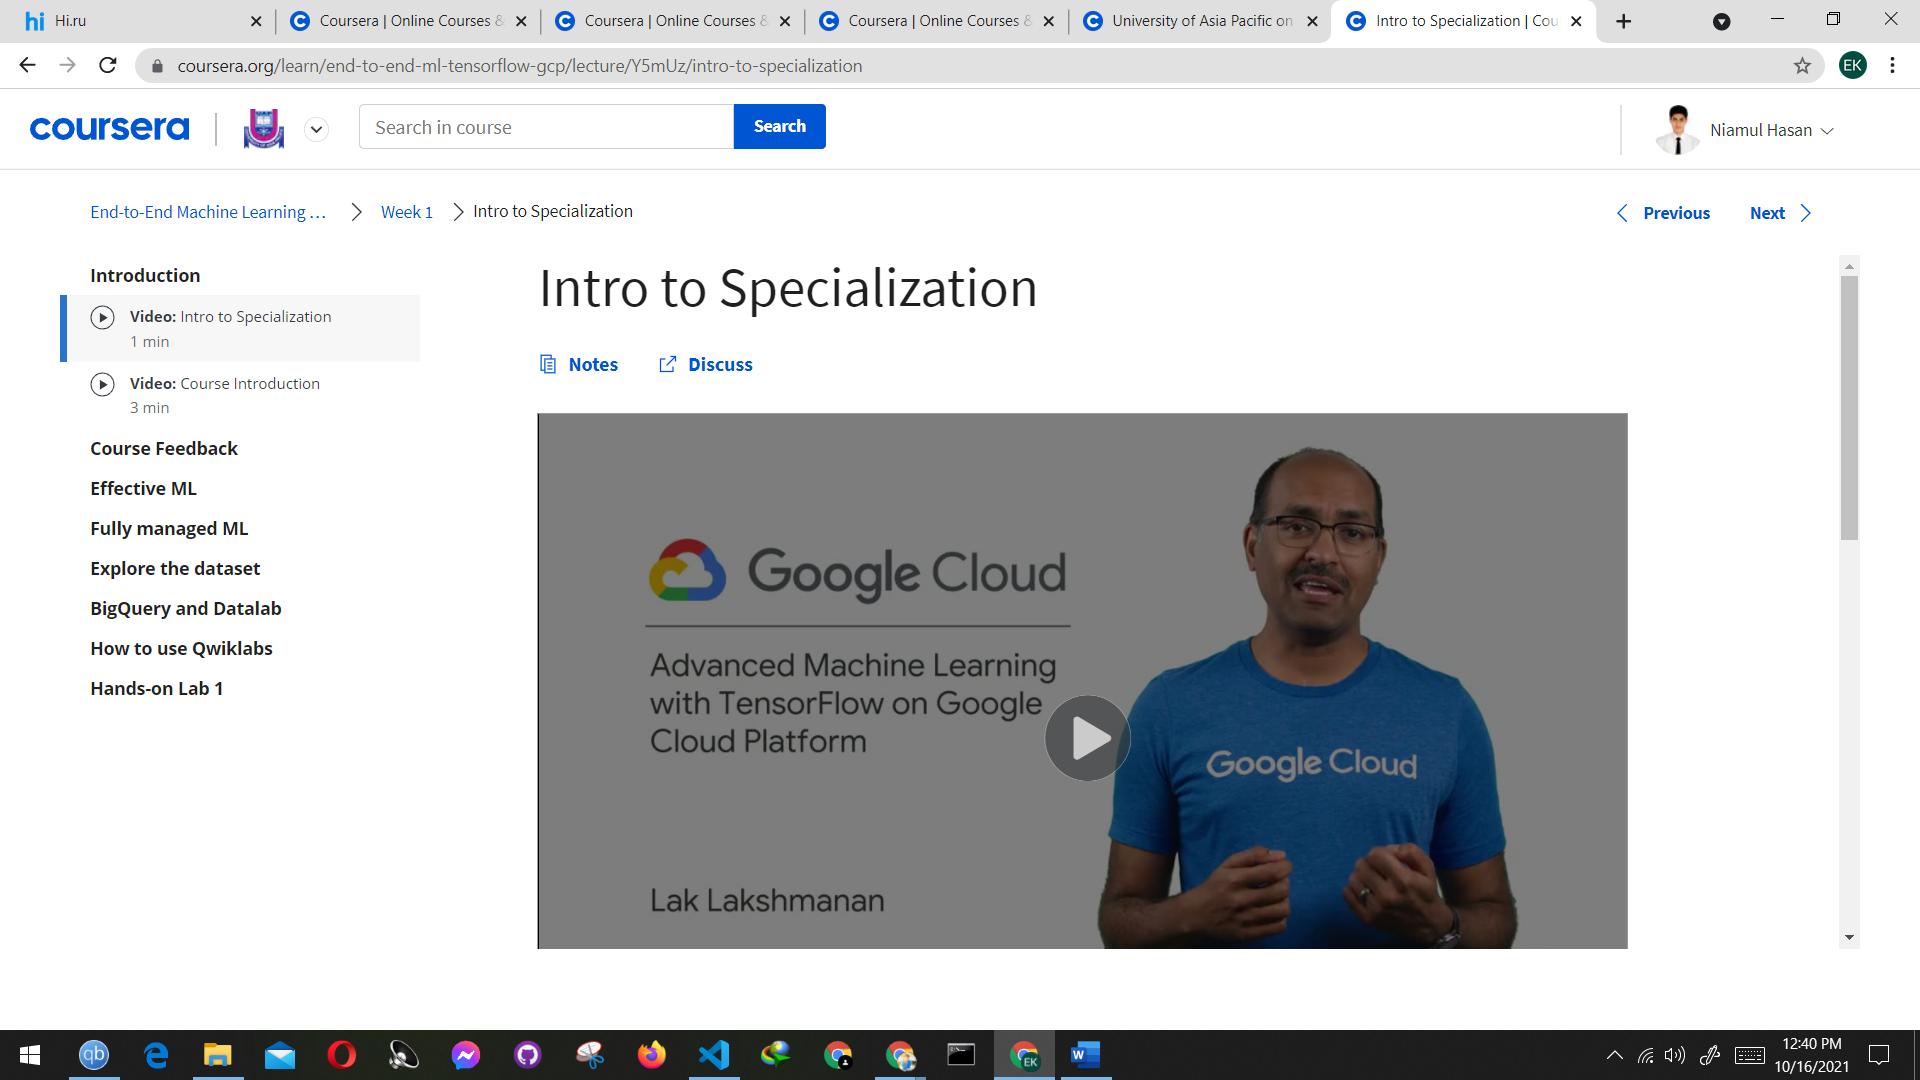 hi Hi.ru
Coursera | Online Courses &
Coursera | Online Courses &
Coursera | Online Courses &
University of Asia Pacific on
Intro to Specialization | Cou
coursera.org/learn/end-to-end-ml-tensorflow-gcp/lecture/Y5mUz/intro-to-specialization
EK
coursera
Search in course
Search
Niamul Hasan
End-to-End Machine Learning …
Week 1
Intro to Specialization
Previous
Next
Introduction
Video: Intro to Specialization
1 min
Video: Course Introduction
3 min
Course Feedback
Effective ML
Fully managed ML
Explore the dataset
BigQuery and Datalab
How to use Qwiklabs
Hands-on Lab 1
Intro to Specialization
Notes
Discuss
Google Cloud
Advanced Machine Learning
with TensorFlow on Google
Cloud Platform
Lak Lakshmanan
Google Cloud
qb
EK
12:40 PM
10/16/2021